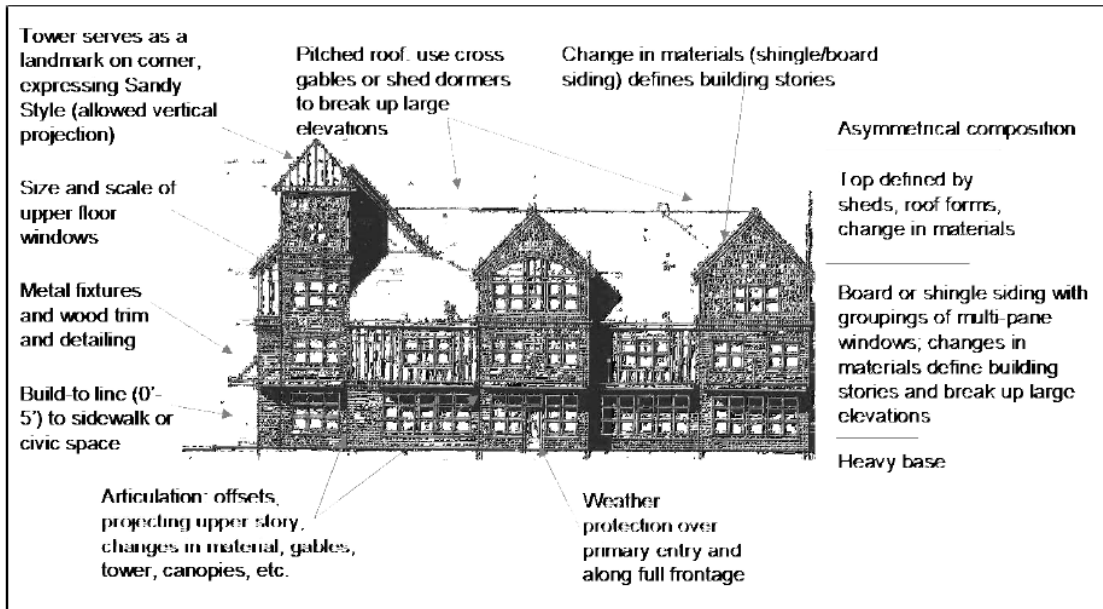 Tower serves as a
landmark on corner,
expressing Sandy
Style (allowed vertical
projection)
Pitched roof. use cross
gables or shed dormers
to break up large
elevations
Change in materials (shingle/board
siding) defines building stories
Asymmetrical composition
Size and scale of
upper floor
windows
Top defined by
sheds, roof forms,
change in materials
Metal fixtures
and wood trim
and detailing
Board or shingle siding with
groupings of multi-pane
windows; changes in
materials define building
stories and break up large
elevations
Build-to line (0'-
5') to sidewalk or
civic space
Heavy base
Articulation: offsets,
projecting upper story,
changes in material, gables,
tower, canopies, etc.
Weather
protection over
primary entry and
along full frontage